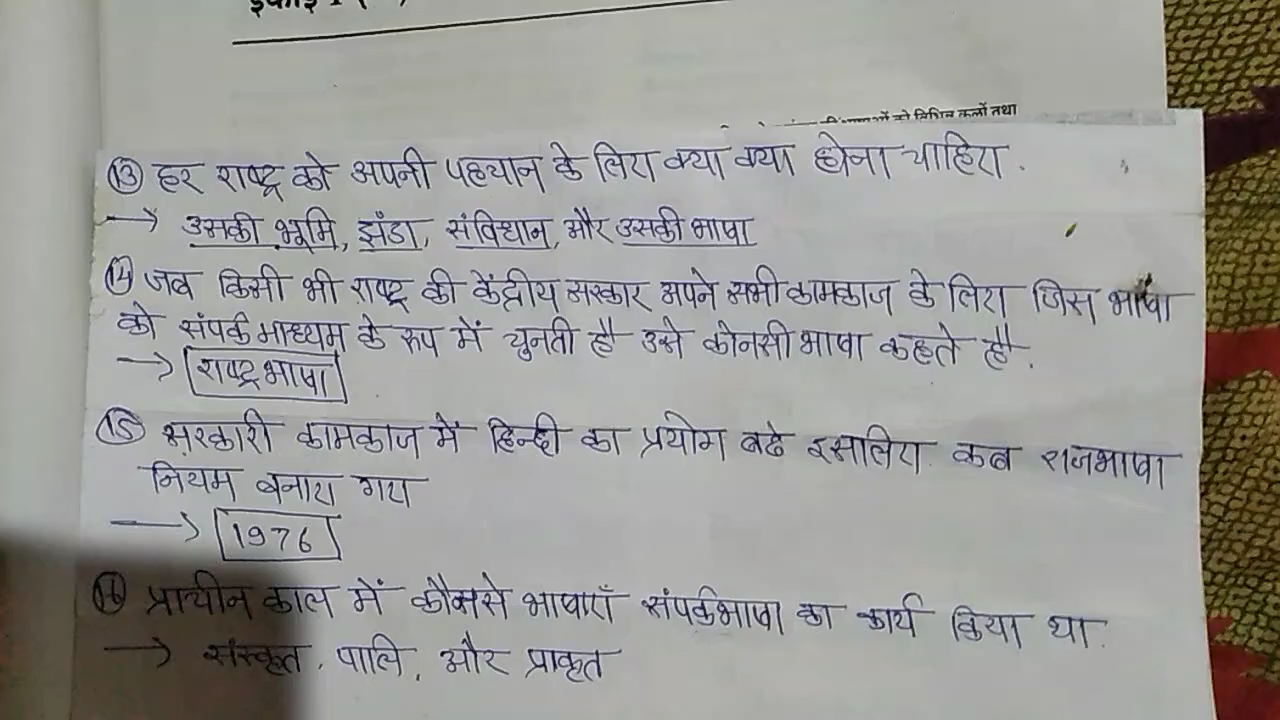 (13) हर राष्ट्र को अपनी पहचान के लिए क्या क्या होना चाहिए.
→ उसकी भूमि, झंडा, संविधान, और उसकी भाषा
(14) जब किसी भी राष्ट्र की केंद्रीय सरकार अपने सभी कामकाज के लिए जिस भाषा
को संपर्क माध्यम के रूप में चुनती है उसे कोनसी भाषा कहते है.
→ राष्ट्रभाषा
(15) सरकारी कामकाज में हिन्दी का प्रयोग बढे इसलिए कब राजभाषा
नियम बनाए गए
→ 1976
(16) प्राचीन काल में कौनसे भाषाएँ संपर्कभाषा का कार्य किया था.
→ संस्कृत, पालि, और प्राकृत